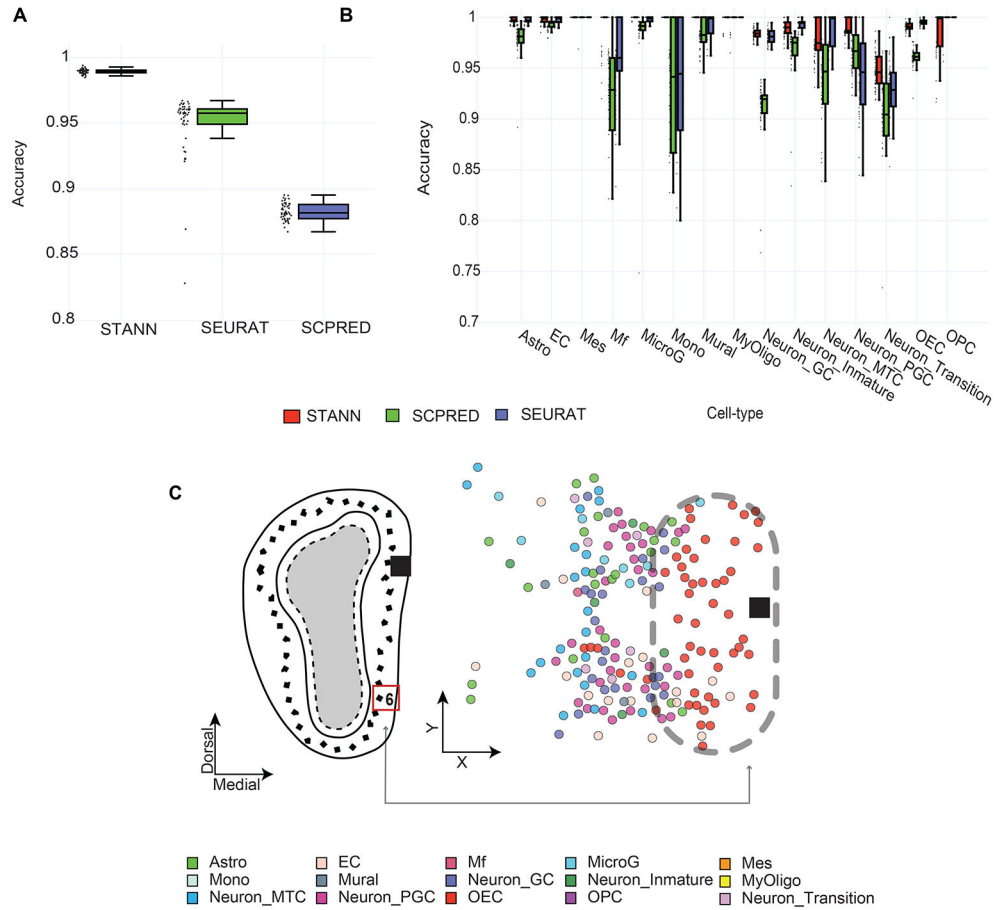 A
B
1
0.95
0.9
0.85
0.8
Accuracy
STANN
SEURAT
SCPRED
1
0.95
0.9
0.85
0.8
0.75
0.7
Accuracy
Astro
EC
Mes
Mf
MicroG
Mono
Mural
MyOligo
Neuron_GC
Neuron_Inmature
Neuron_MTC
Neuron_PGC
Neuron_Transition
OEC
OPC
STANN
SCPRED
SEURAT
Cell-type
C
6
Dorsal
Medial
Y
X
Astro
EC
Mf
MicroG
Mes
Mono
Mural
Neuron_GC
Neuron_Inmature
MyOligo
Neuron_MTC
Neuron_PGC
OEC
OPC
Neuron_Transition